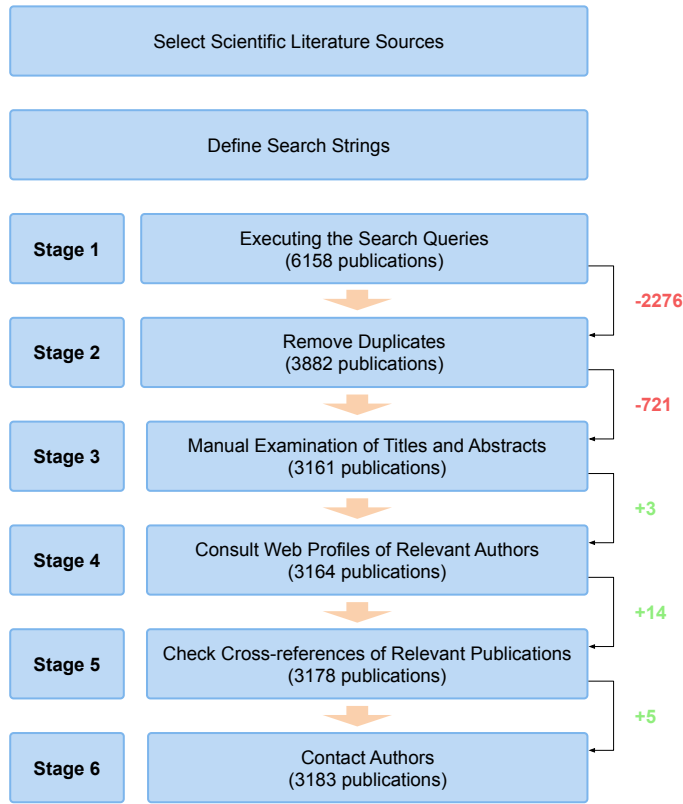 Select Scientific Literature Sources
Define Search Strings
Stage 1
Executing the Search Queries
(6158 publications)
-2276
Stage 2
Remove Duplicates
(3882 publications)
-721
Stage 3
Manual Examination of Titles and Abstracts
(3161 publications)
+3
Stage 4
Consult Web Profiles of Relevant Authors
(3164 publications)
+14
Stage 5
Check Cross-references of Relevant Publications
(3178 publications)
+5
Stage 6
Contact Authors
(3183 publications)